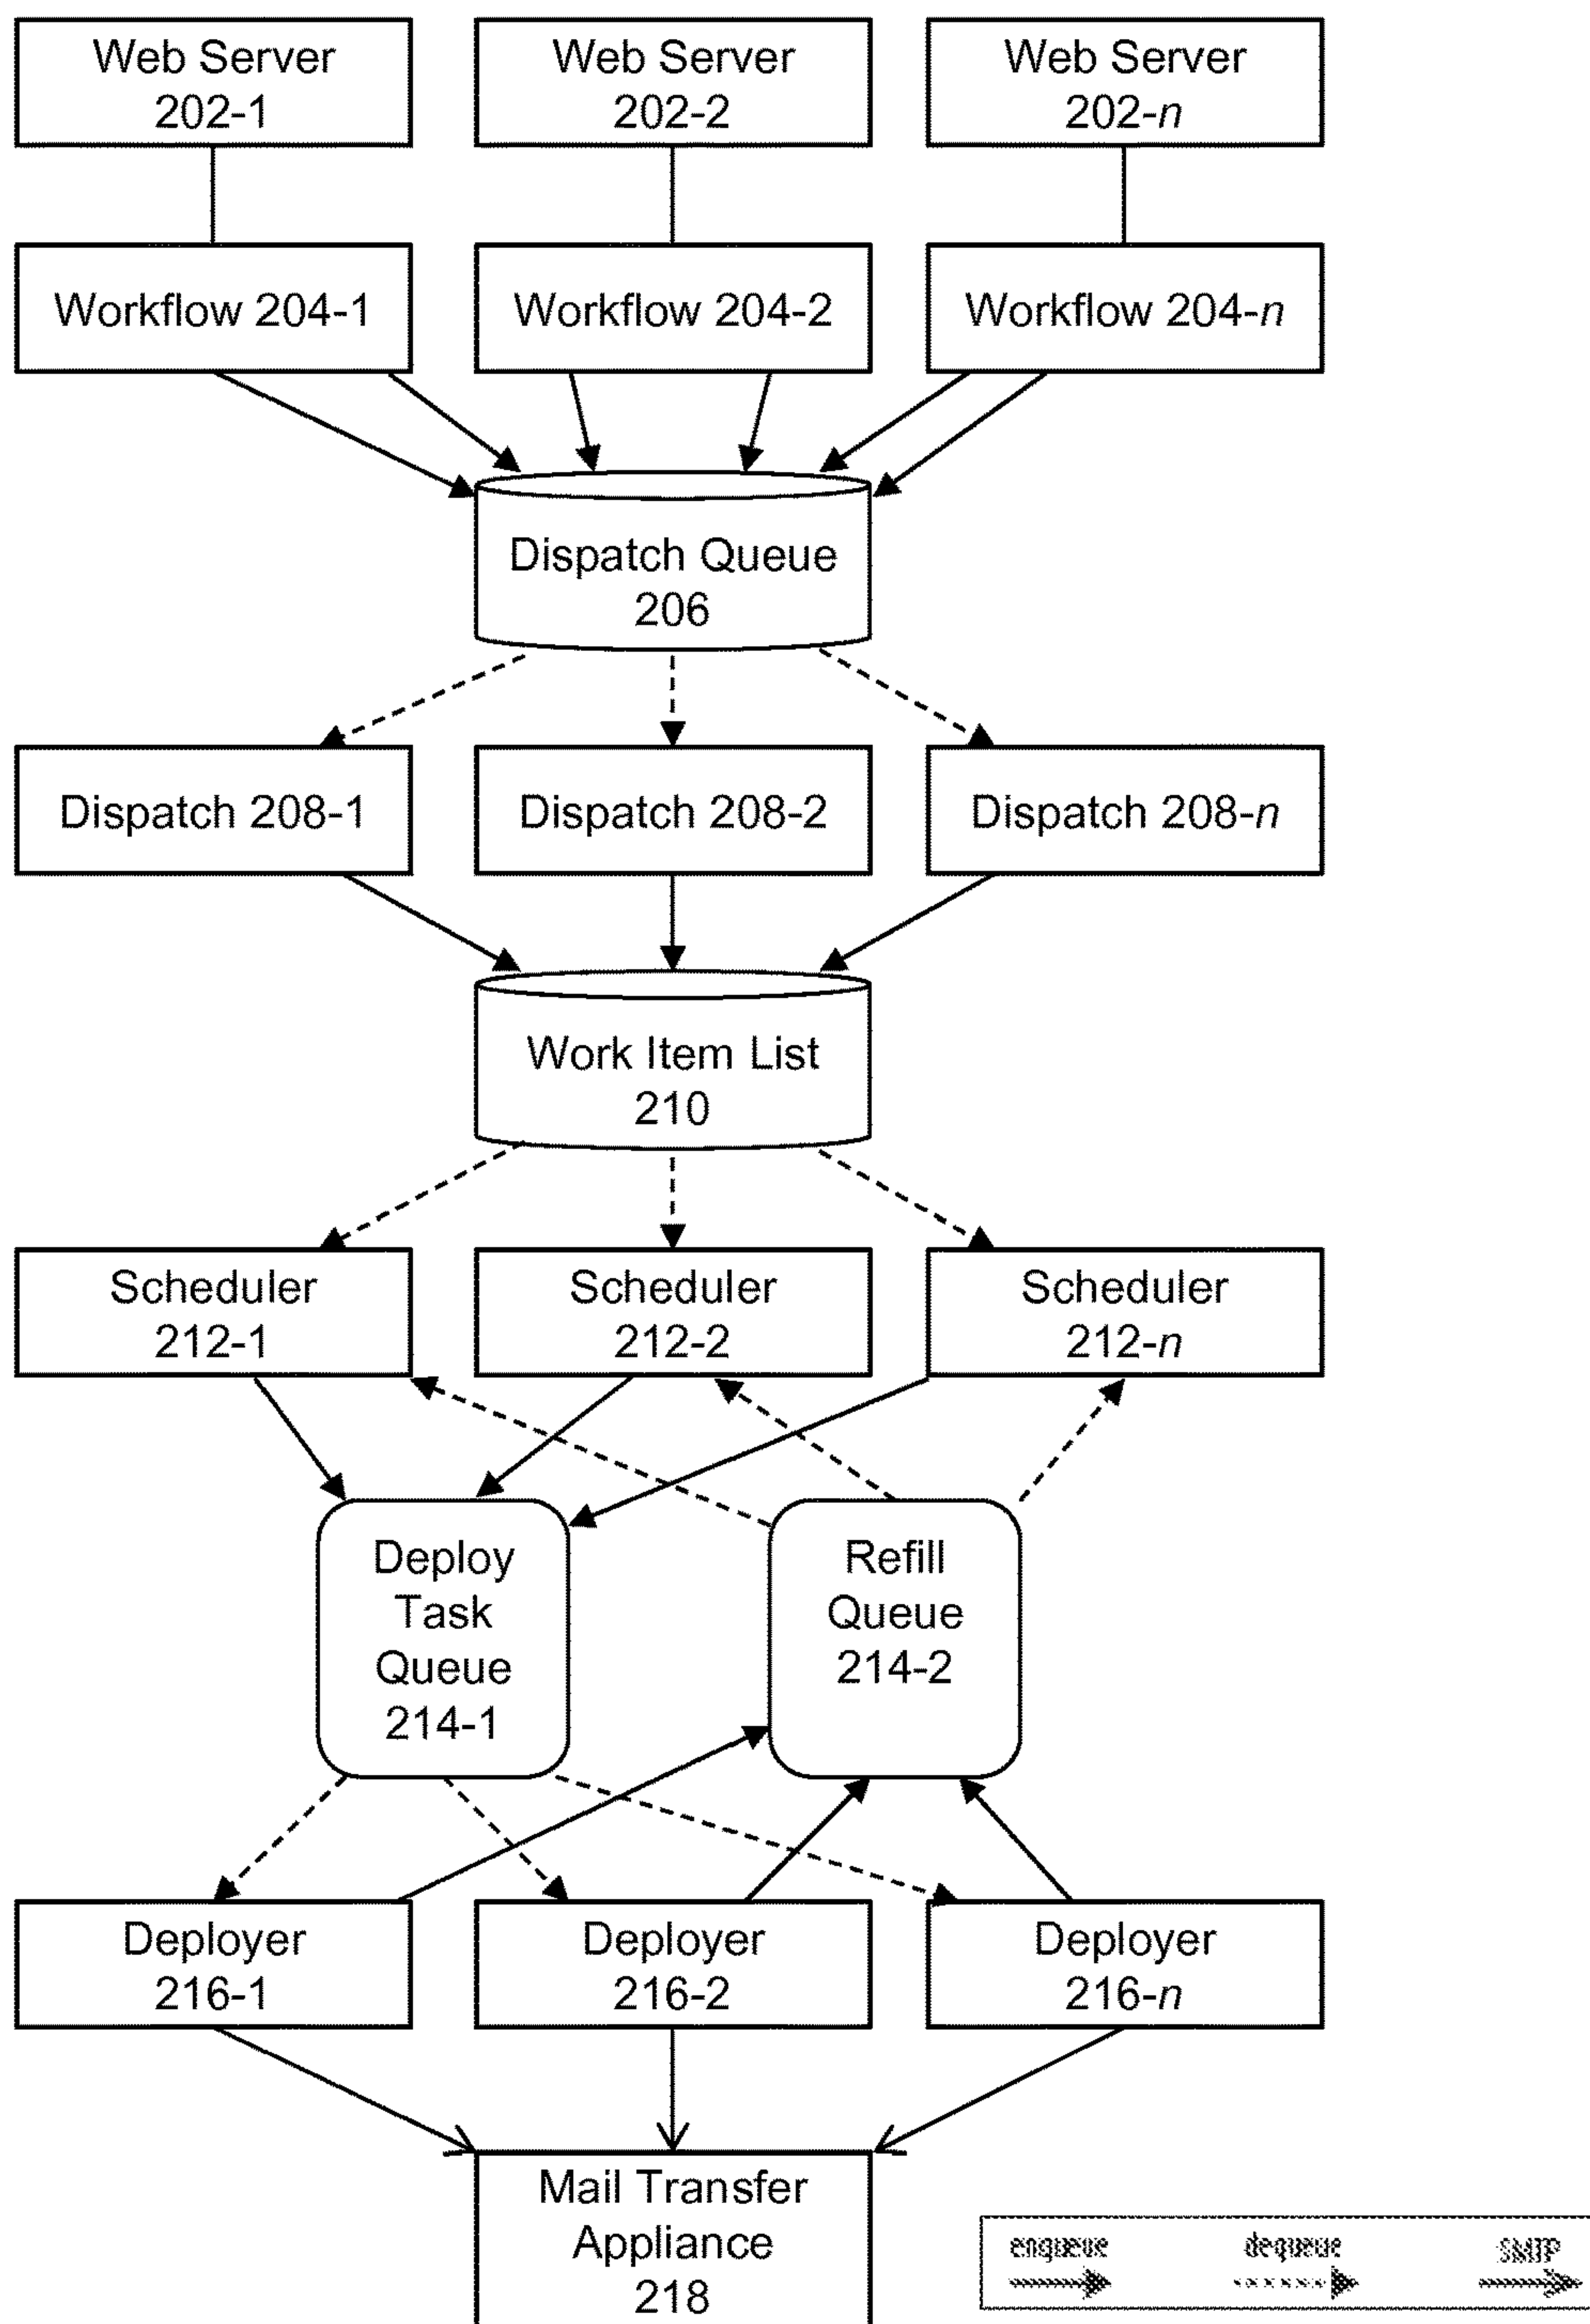 Web Server
202-1
Web Server
202-2
Web Server
202-n
Workflow 204-1
Workflow 204-2
Workflow 204-n
Dispatch Queue
206
Dispatch 208-1
Dispatch 208-2
Dispatch 208-n
Work Item List
210
Scheduler
212-1
Scheduler
212-2
Scheduler
212-n
Deploy
Task
Queue
214-1
Refill
Queue
214-2
Deployer
216-1
Deployer
216-2
Deployer
216-n
Mail Transfer
Appliance
218
enqueue
dequeue
SMTP